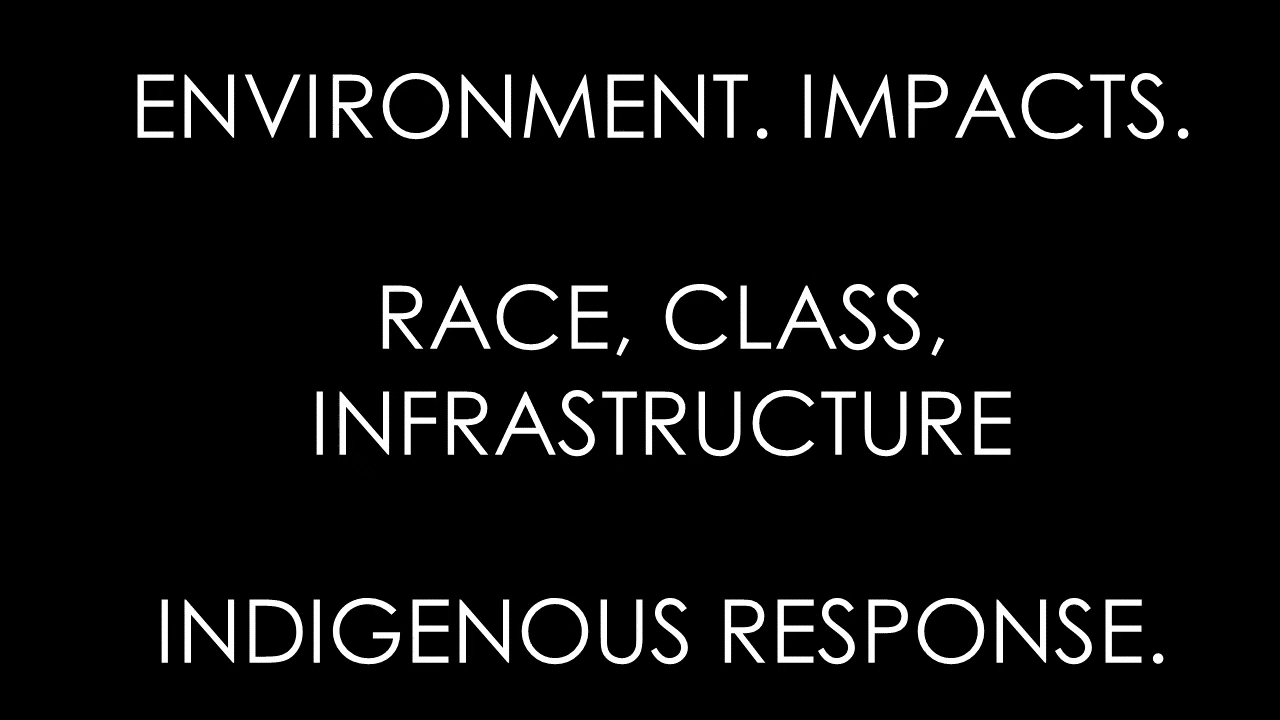 ENVIRONMENT. IMPACTS.
RACE, CLASS,
INFRASTRUCTURE
INDIGENOUS RESPONSE.